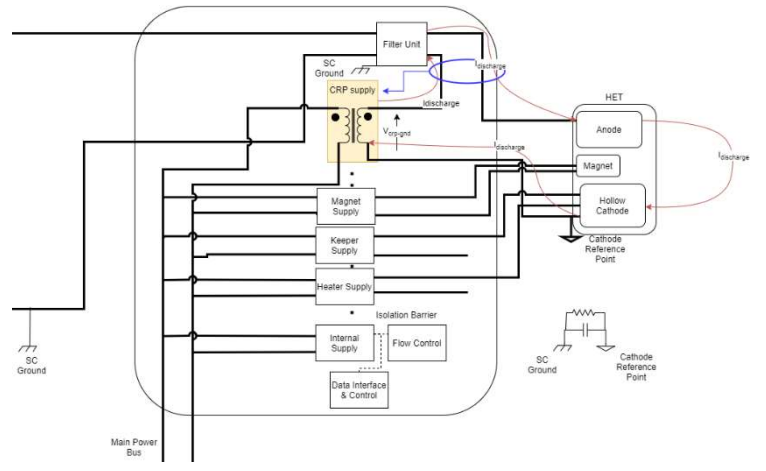 Filter Unit
SC
Ground
Idischarge
CRP supply
Idischarge
HET
Vcrp-gnd
Anode
Idischarge
Idischarge
Magnet
Magnet
Supply
Hollow
Cathode
Keeper
Supply
Cathode
Reference
Point
Heater Supply
Isolation Barrier
Internal
Supply
Flow Control
SC
Ground
SC
Ground
Cathode
Reference
Point
Data Interface
& Control
Main Power
Bus